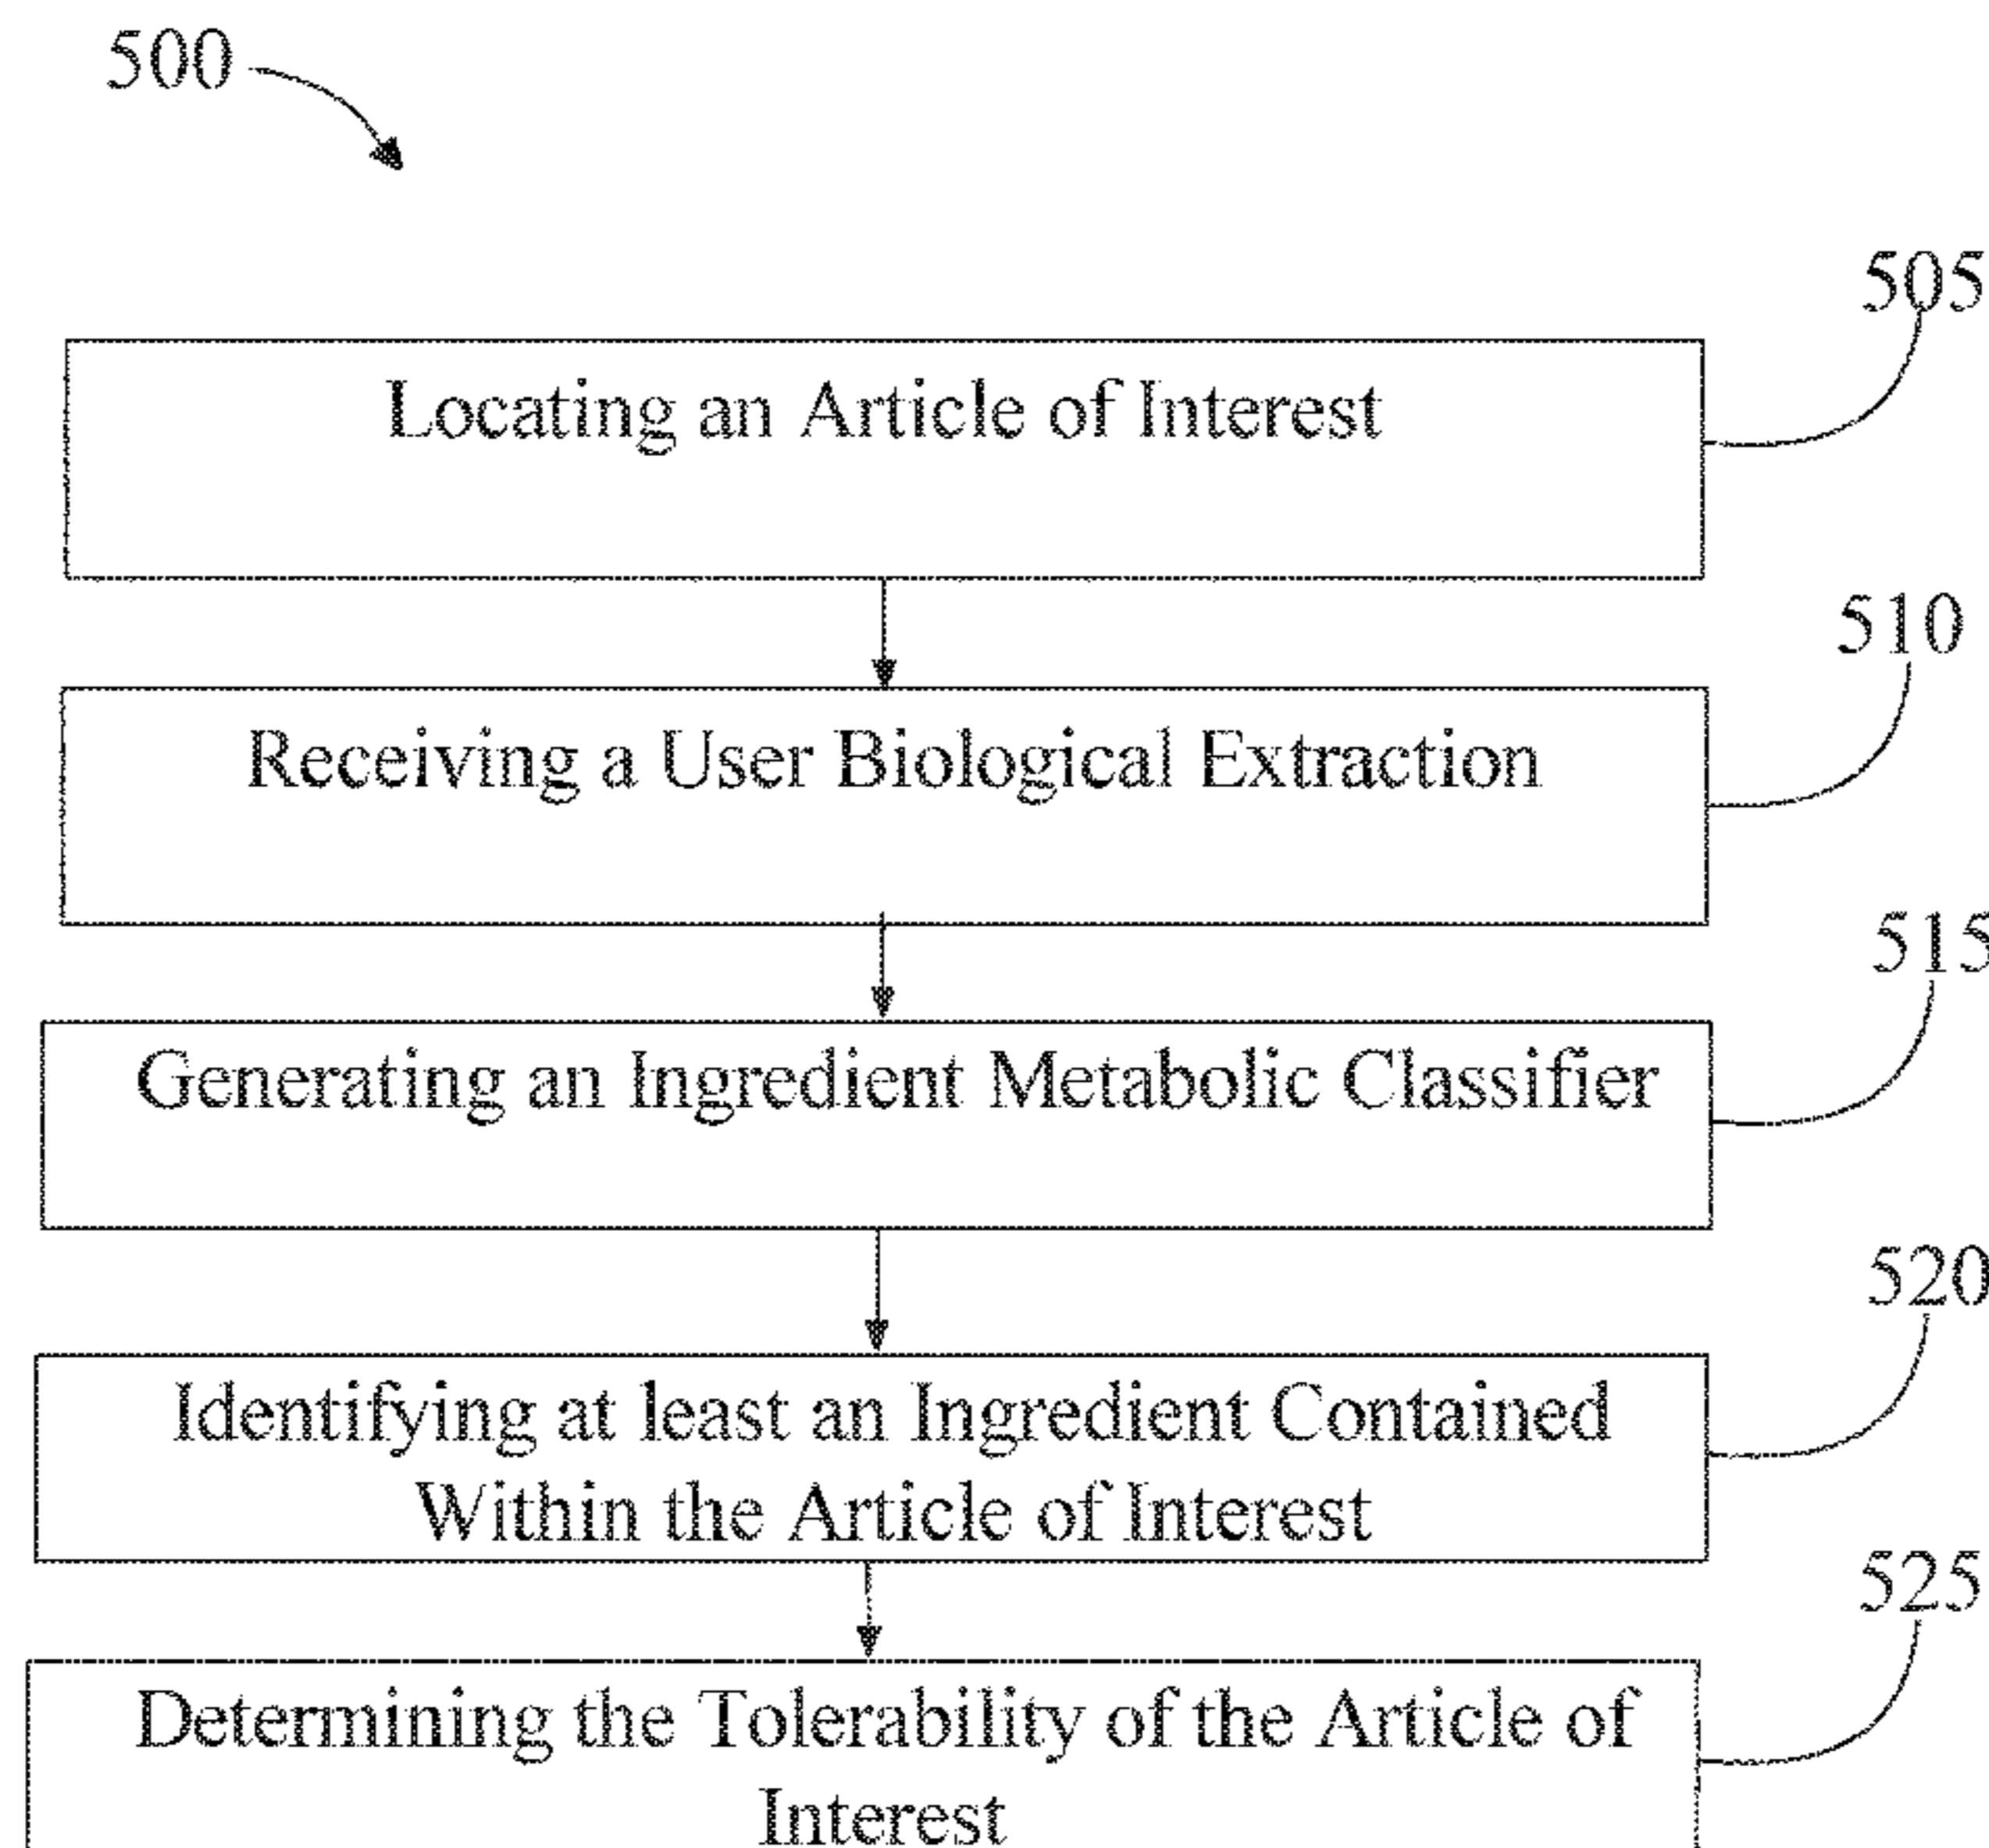 500
505
Locating an Article of Interest
510
Receiving a User Biological Extraction
515
Generating an Ingredient Metabolic Classifier
520
Identifying at least an Ingredient Contained
Within the Article of Interest
525
Determining the Tolerability of the Article of
Interest